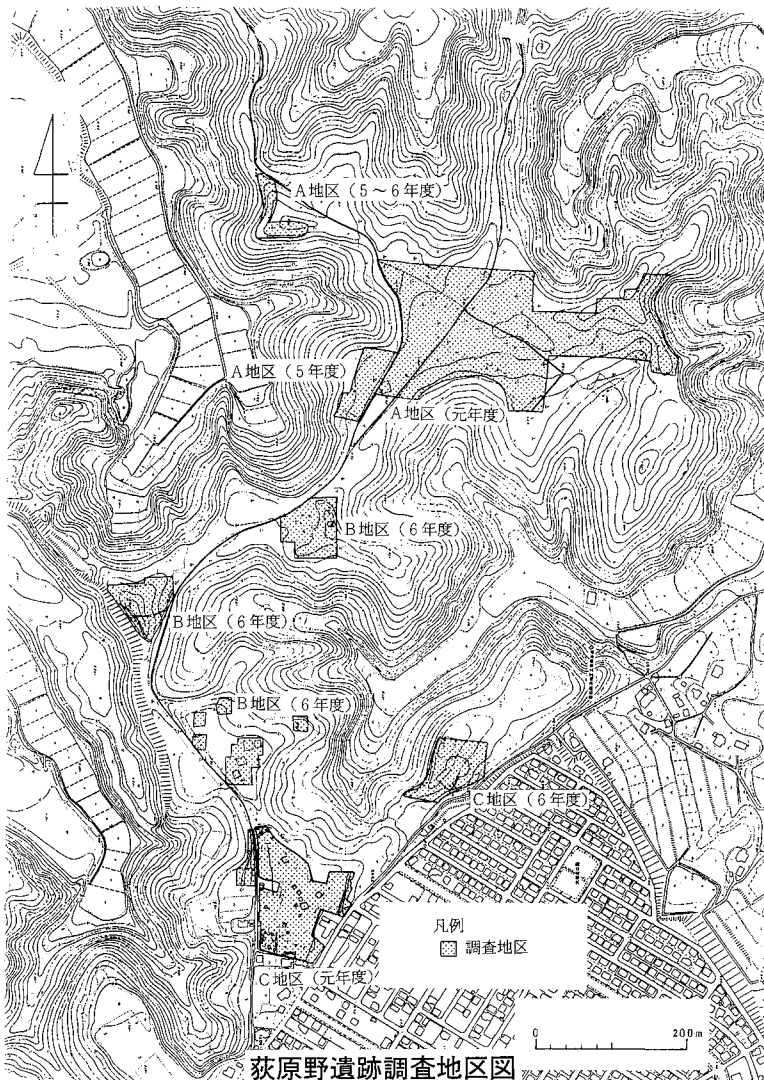 A地区（5～6年度）
A地区（5年度）
A地区（元年度）
B地区（6年度）
B地区（6年度）
B地区（6年度）
C地区（6年度）
凡例
調査地区
C地区（元年度）
0 200m
荻原野遺跡調査地区図